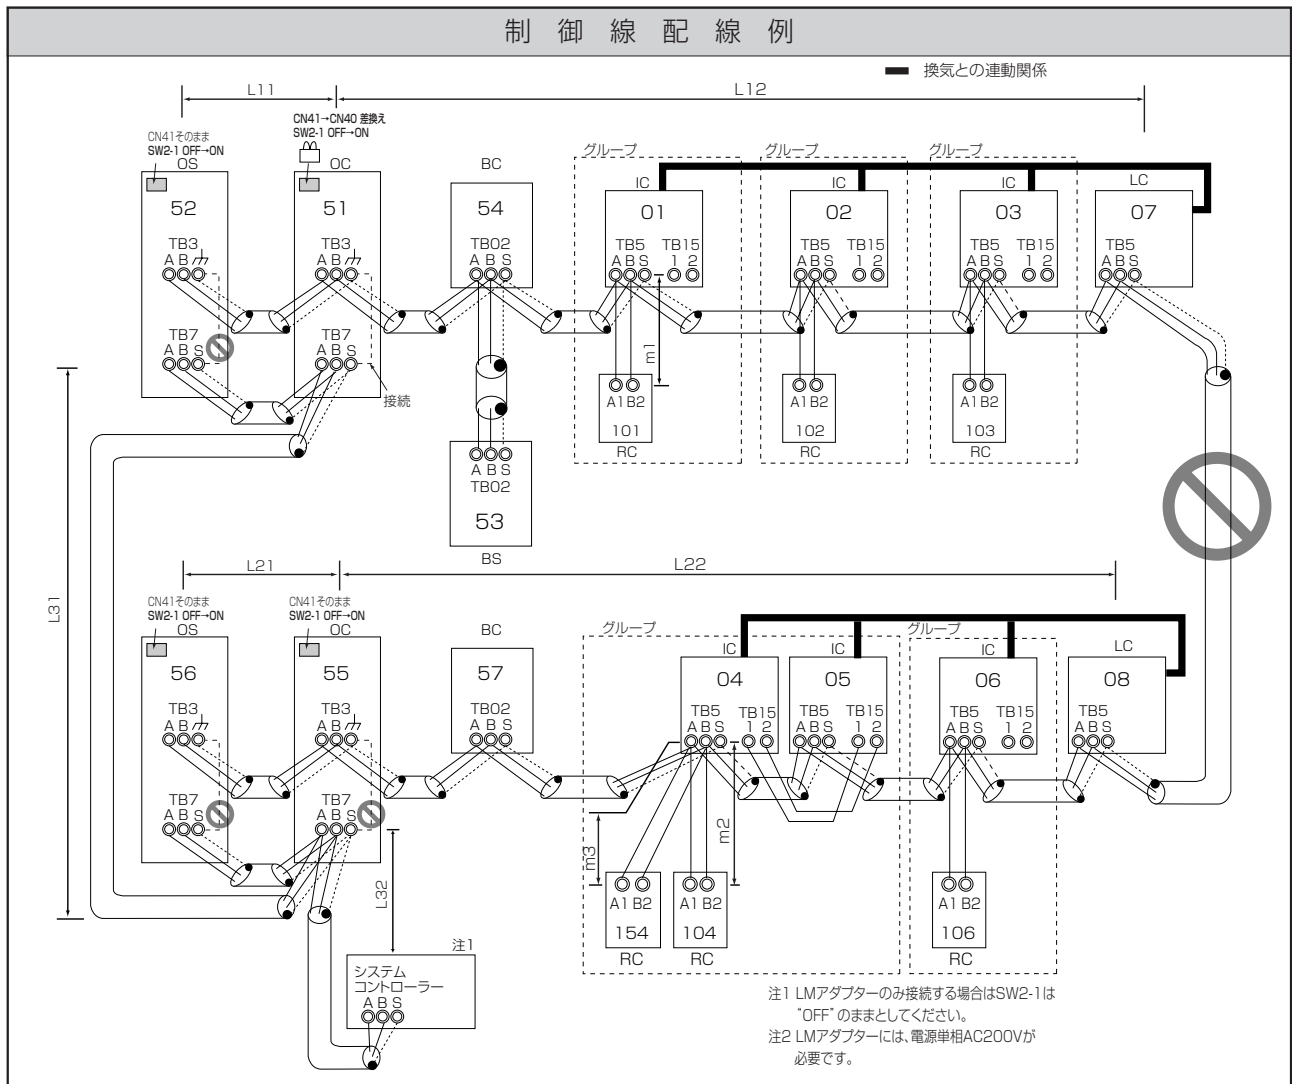 制御線配線例
換気との連動関係
L11
L12
CN41そのまま
SW2-1 OFF→ON
OS
CN41→CN40 差換え
SW2-1 OFF→ON
OC
BC
グループ
グループ
グループ
IC
IC
IC
LC
52
51
54
01
02
03
07
TB3
A B
TB3
A B
TB02
A B S
TB5 TB15
A B S 1 2
TB5 TB15
A B S 1 2
TB5 TB15
A B S 1 2
TB5
A B S
TB7
A B S
TB7
A B S
接続
m1
A1 B2
101
RC
A1 B2
102
RC
A1 B2
103
RC
A B S
TB02
53
BS
L31
L21
L22
CN41そのまま
SW2-1 OFF→ON
OS
CN41そのまま
SW2-1 OFF→ON
OC
BC
グループ
グループ
IC
IC
IC
LC
56
55
57
04
05
06
08
TB3
A B
TB3
A B
TB02
A B S
TB5 TB15
A B S 1 2
TB5 TB15
A B S 1 2
TB5 TB15
A B S 1 2
TB5
A B S
TB7
A B S
TB7
A B S
m3
m2
L32
A1 B2
154
RC
A1 B2
104
RC
A1 B2
106
RC
注1
システム
コントローラー
A B S
注1 LMアダプターのみ接続する場合はSW2-1は
"OFF"のままとしてください。
注2 LMアダプターには、電源単相AC200Vが
必要です。